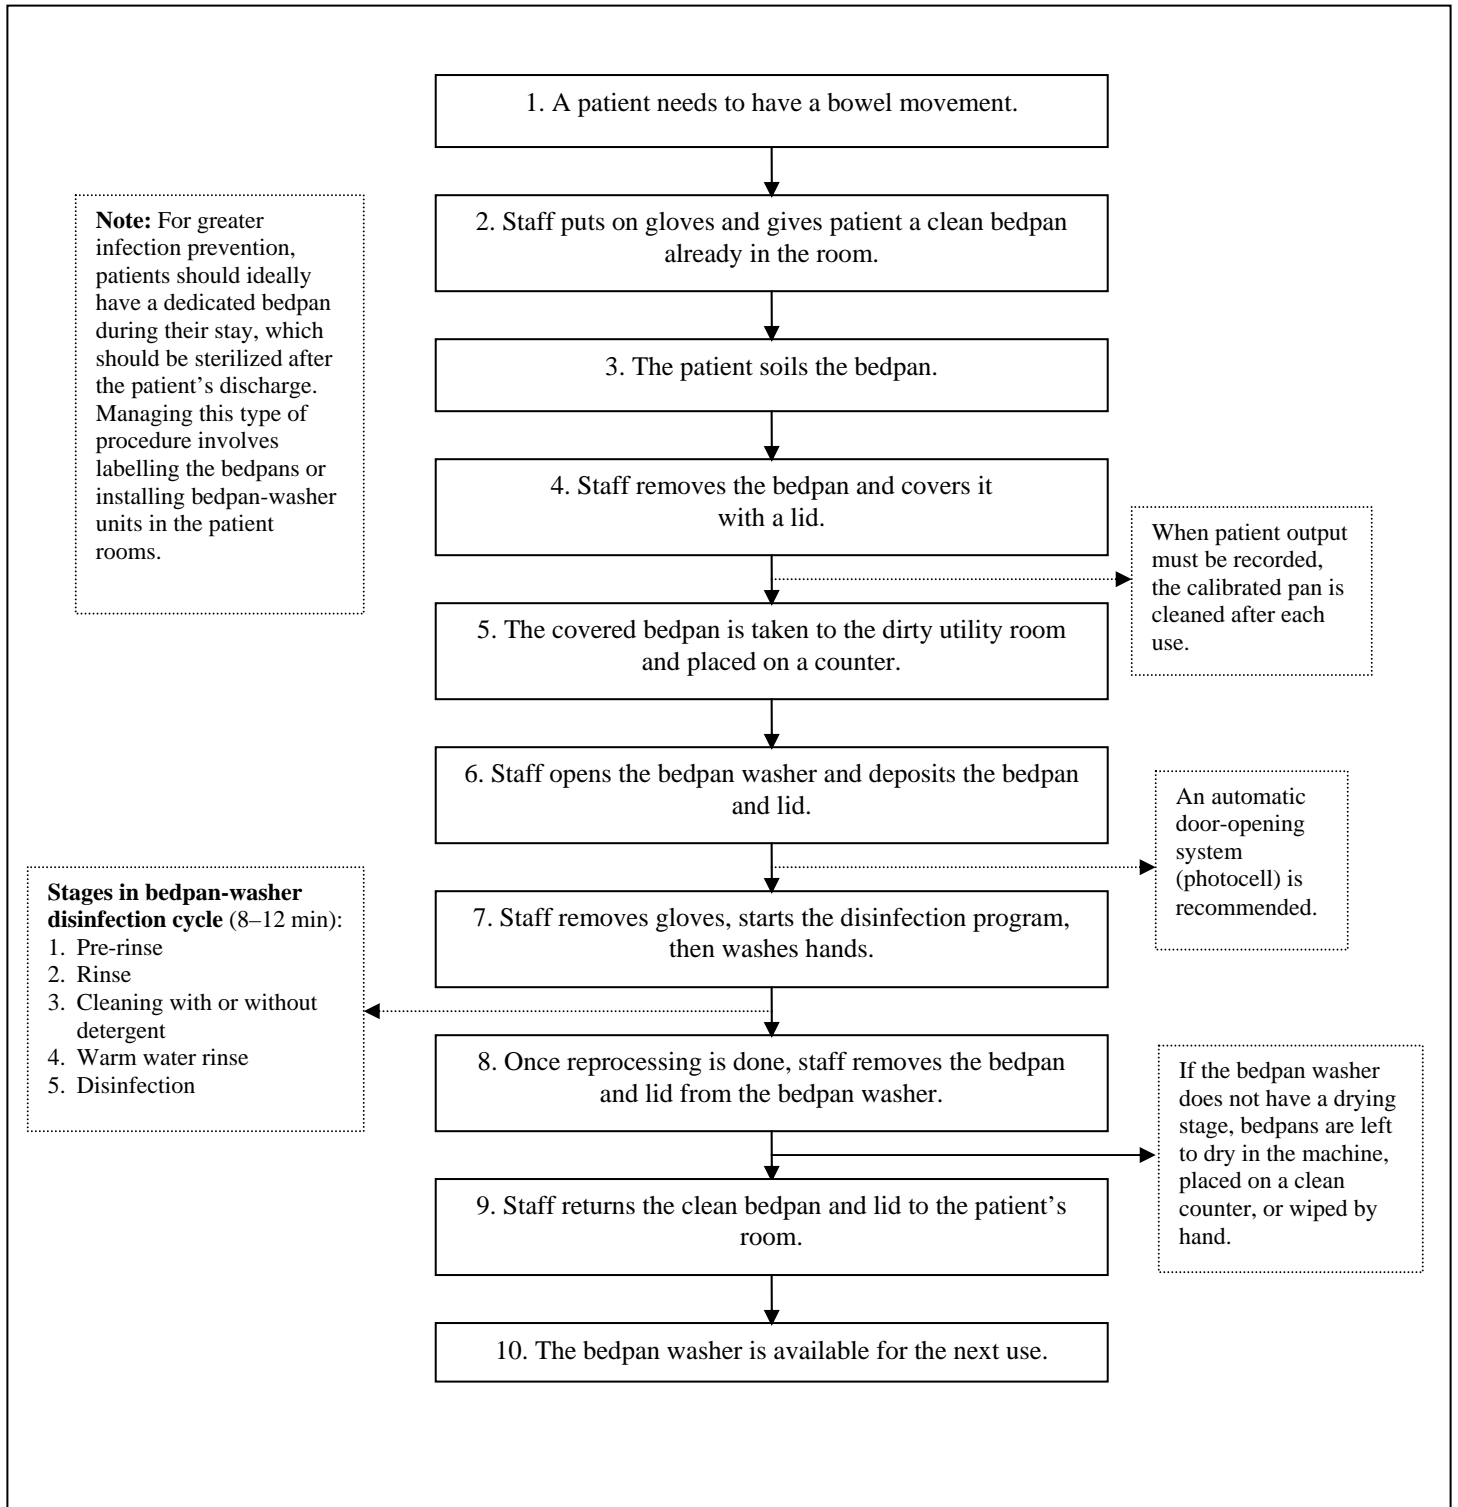 1. A patient needs to have a bowel movement.
Note: For greater
infection prevention,
patients should ideally
have a dedicated bedpan
during their stay, which
should be sterilized after
the patient’s discharge.
Managing this type of
procedure involves
labelling the bedpans or
installing bedpan-washer
units in the patient
rooms.
2. Staff puts on gloves and gives patient a clean bedpan
already in the room.
3. The patient soils the bedpan.
4. Staff removes the bedpan and covers it
with a lid.
When patient output
must be recorded,
the calibrated pan is
cleaned after each
use.
5. The covered bedpan is taken to the dirty utility room
and placed on a counter.
6. Staff opens the bedpan washer and deposits the bedpan
and lid.
An automatic
door-opening
system
(photocell) is
recommended.
7. Staff removes gloves, starts the disinfection program,
then washes hands.
Stages in bedpan-washer
disinfection cycle (8–12 min):
1. Pre-rinse
2. Rinse
3. Cleaning with or without
detergent
4. Warm water rinse
5. Disinfection
8. Once reprocessing is done, staff removes the bedpan
and lid from the bedpan washer.
If the bedpan washer
does not have a drying
stage, bedpans are left
to dry in the machine,
placed on a clean
counter, or wiped by
hand.
9. Staff returns the clean bedpan and lid to the patient’s
room.
10. The bedpan washer is available for the next use.